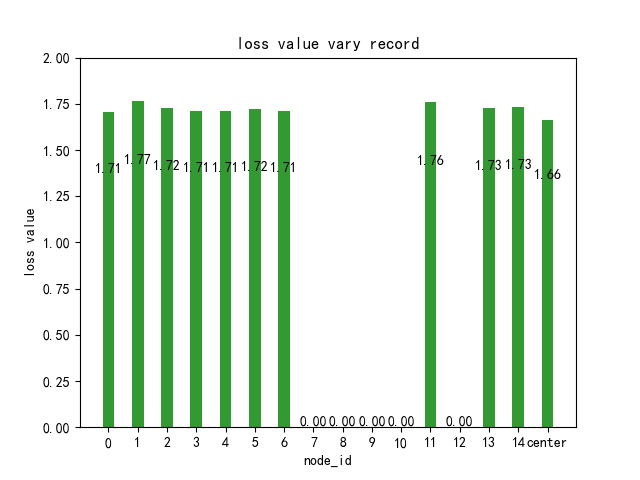 loss value vary record
2.00
1.75
1.50
1.25
1.00
0.75
0.50
0.25
0.00
loss value
1.71 1.77 1.72 1.71 1.71 1.72 1.71 0.00 0.00 0.00 0.00 1.76 0.00 1.73 1.73 1.66
0 1 2 3 4 5 6 7 8 9 10 11 12 13 14 center
node_id